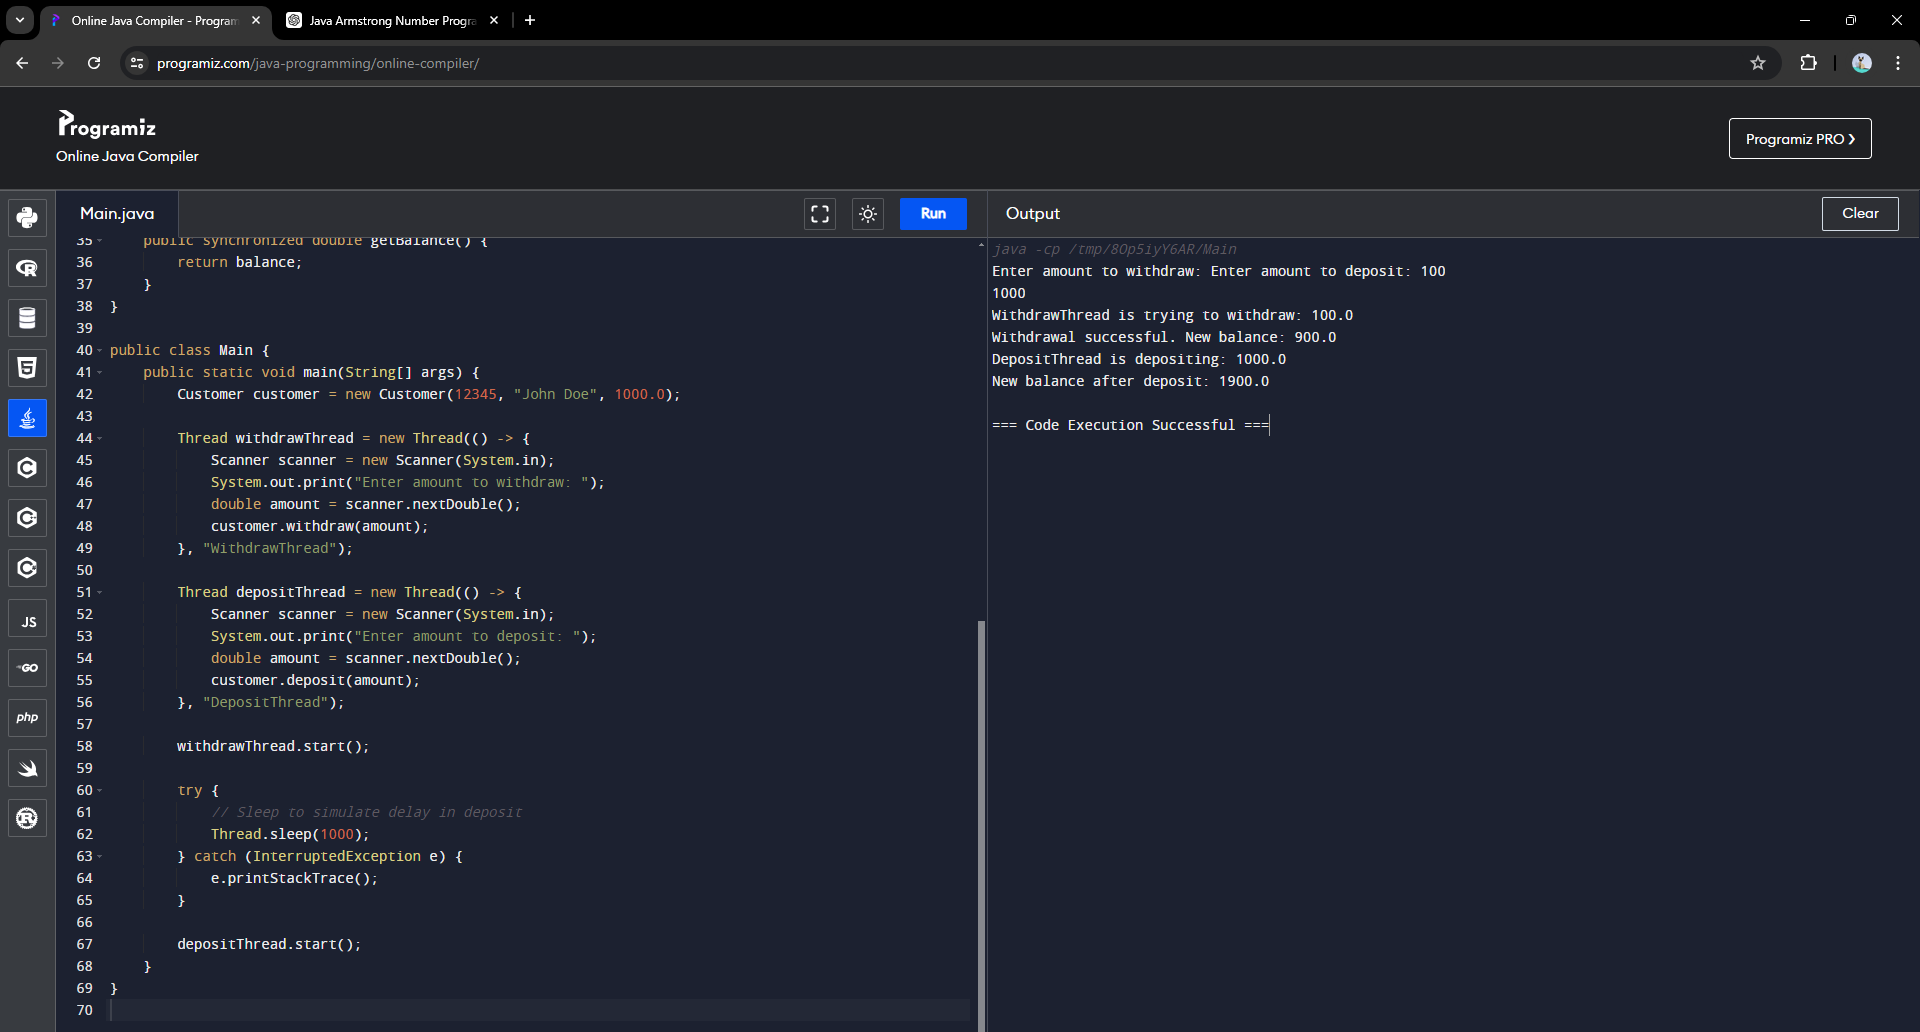 Online Java Compiler - Program
Java Armstrong Number Progra
programiz.com/java-programming/online-compiler/
Programiz
Online Java Compiler
Programiz PRO
Main.java
Run
Output
Clear
35 public synchronized double getBalance() {
36 return balance;
37 }
38 }
39
40 public class Main {
41 public static void main(String[] args) {
42 Customer customer = new Customer(12345, "John Doe", 1000.0);
43
44 Thread withdrawThread = new Thread(() -> {
45 Scanner scanner = new Scanner(System.in);
46 System.out.print("Enter amount to withdraw: ");
47 double amount = scanner.nextDouble();
48 customer.withdraw(amount);
49 }, "WithdrawThread");
50
51 Thread depositThread = new Thread(() -> {
52 Scanner scanner = new Scanner(System.in);
53 System.out.print("Enter amount to deposit: ");
54 double amount = scanner.nextDouble();
55 customer.deposit(amount);
56 }, "DepositThread");
57
58 withdrawThread.start();
59
60 try {
61 // Sleep to simulate delay in deposit
62 Thread.sleep(1000);
63 } catch (InterruptedException e) {
64 e.printStackTrace();
65 }
66
67 depositThread.start();
68 }
69 }
70
java -cp /tmp/8Op5iyY6AR/Main
Enter amount to withdraw: Enter amount to deposit: 100
1000
WithdrawThread is trying to withdraw: 100.0
Withdrawal successful. New balance: 900.0
DepositThread is depositing: 1000.0
New balance after deposit: 1900.0
=== Code Execution Successful ===
R
5
C
C
C
JS
GO
php
R